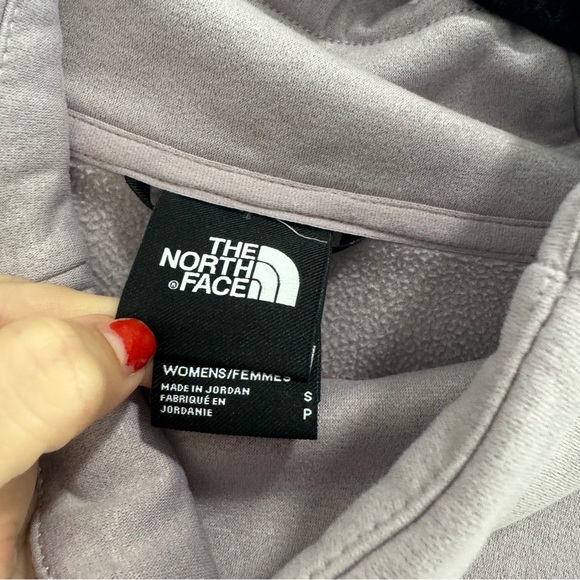 THE
NORTH
®FACE
WOMENS/FEMMES
MADE IN JORDAN
FABRIQUÉ EN
JORDANIE
S
P